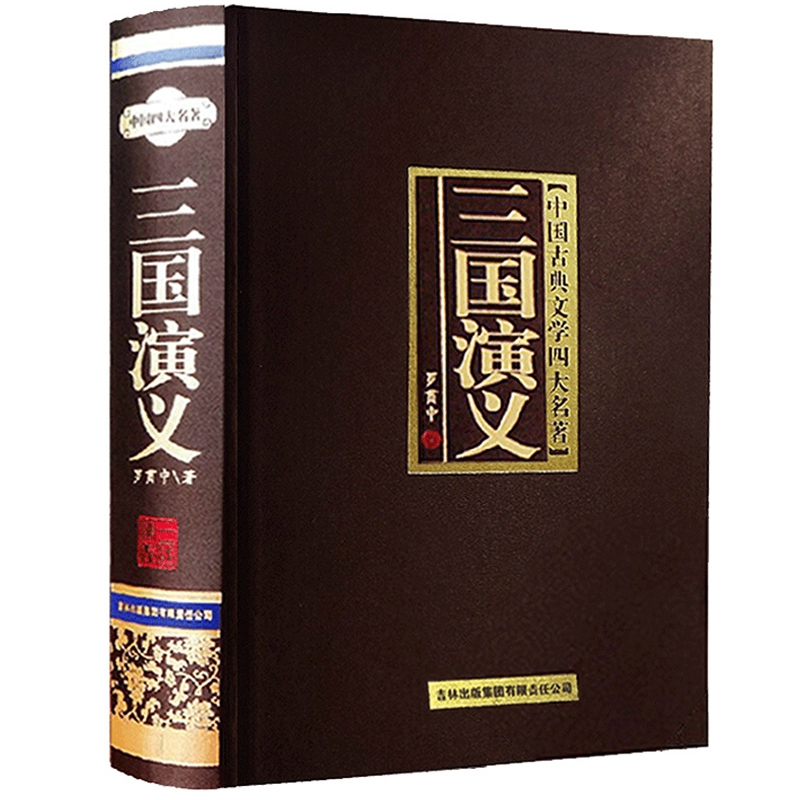 中国四大名著
三国演义
罗贯中\著
吉林出版集团有限责任公司
【中国古典文学四大名著】
三国演义
罗贯中
吉林出版集团有限责任公司